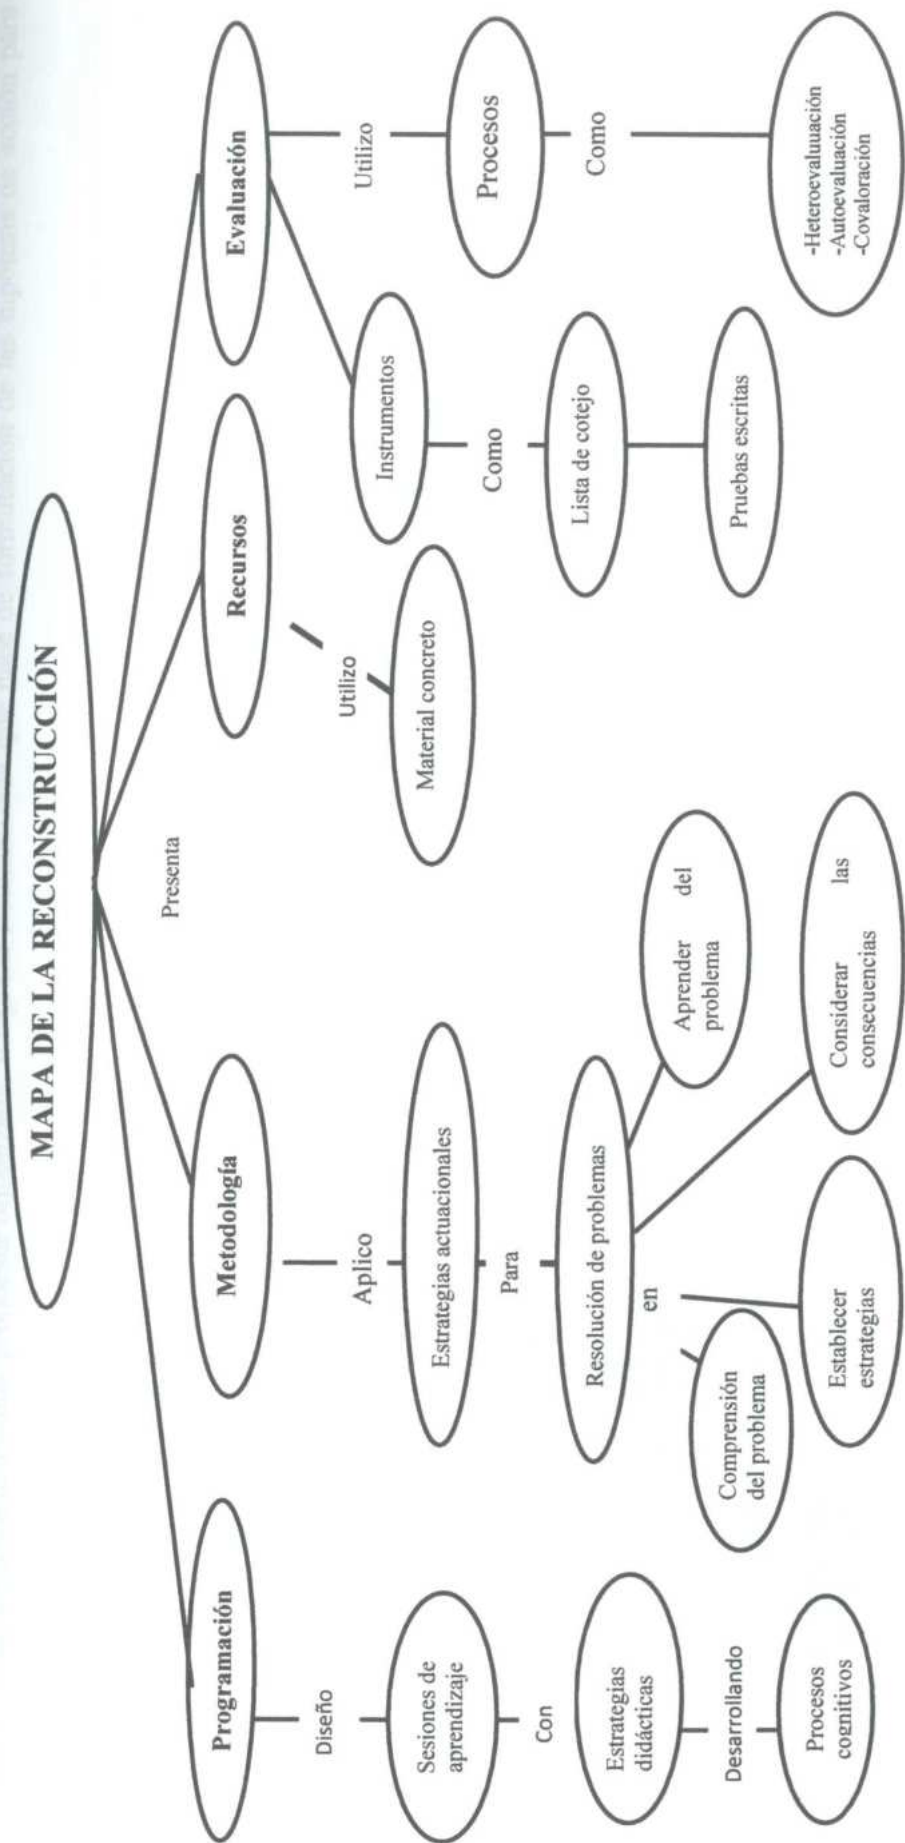 MAPA DE LA RECONSTRUCCIÓN
Presenta
Programación
Diseño
Sesiones de
aprendizaje
Con
Estrategias
didácticas
Desarrollando
Procesos
cognitivos
Metodología
Aplico
Estrategias actuacionales
Para
Resolución de problemas
en
Comprensión
del problema
Establecer
estrategias
Considerar las
consecuencias
Aprender del
problema
Recursos
Utilizo
Material concreto
Evaluación
Instrumentos
Como
Lista de cotejo
Pruebas escritas
Utilizo
Procesos
Como
-Heteroevaluuación
-Autoevaluación
-Covaloración